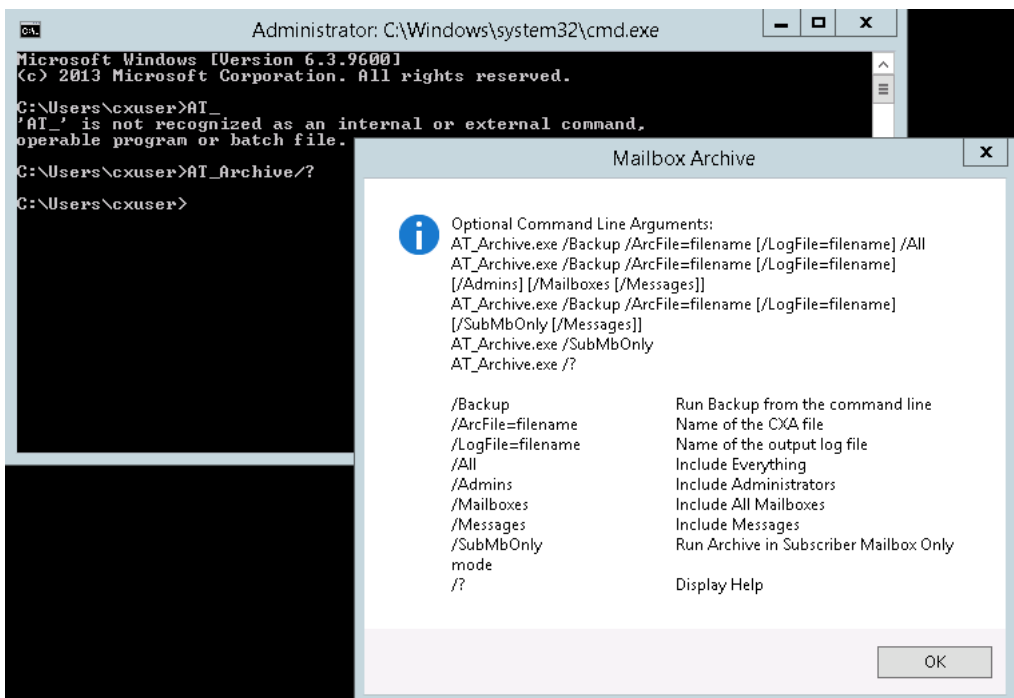 Administrator: C:\Windows\system32\cmd.exe
Microsoft Windows [Version 6.3.9600]
(c) 2013 Microsoft Corporation. All rights reserved.
C:\Users\cxuser>AT_
'AT_' is not recognized as an internal or external command,
operable program or batch file.
C:\Users\cxuser>AT_Archive/?
C:\Users\cxuser>
Mailbox Archive
Optional Command Line Arguments:
AT_Archive.exe /Backup /ArcFile=filename [/LogFile=filename] /All
AT_Archive.exe /Backup /ArcFile=filename [/LogFile=filename]
[/Admins] [/Mailboxes [/Messages]]
AT_Archive.exe /Backup /ArcFile=filename [/LogFile=filename]
[/SubMbOnly [/Messages]]
AT_Archive.exe /SubMbOnly
AT_Archive.exe /?
/Backup Run Backup from the command line
/ArcFile=filename Name of the CXA file
/LogFile=filename Name of the output log file
/All Include Everything
/Admins Include Administrators
/Mailboxes Include All Mailboxes
/Messages Include Messages
/SubMbOnly Run Archive in Subscriber Mailbox Only
mode
/? Display Help
OK